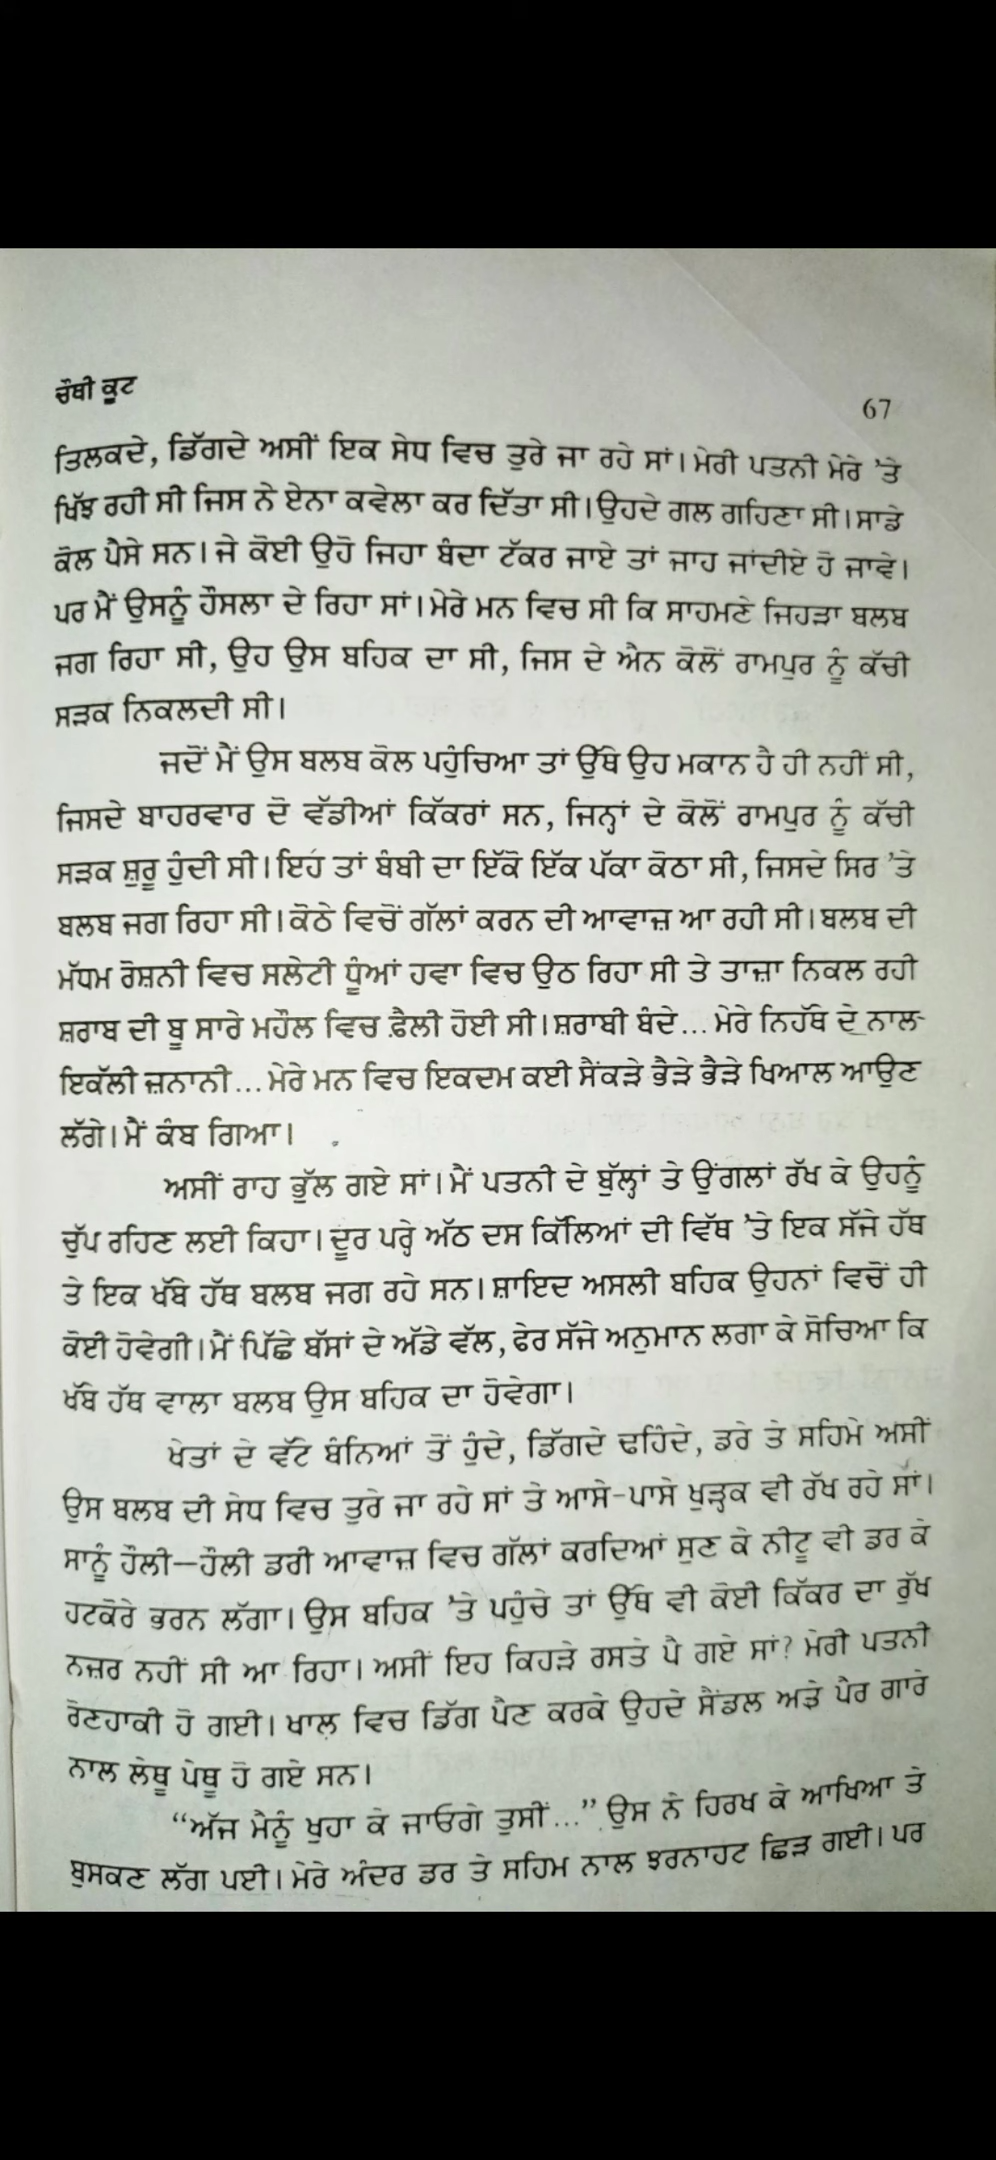 ਚੌਥੀ ਕੂਟ
67
ਤਿਲਕਦੇ, ਡਿੱਗਦੇ ਅਸੀਂ ਇਕ ਸੇਧ ਵਿਚ ਤੁਰੇ ਜਾ ਰਹੇ ਸਾਂ। ਮੇਰੀ ਪਤਨੀ ਮੇਰੇ 'ਤੇ
ਖਿੱਝ ਰਹੀ ਸੀ ਜਿਸ ਨੇ ਏਨਾ ਕਵੇਲਾ ਕਰ ਦਿੱਤਾ ਸੀ। ਉਹਦੇ ਗਲ ਗਹਿਣਾ ਸੀ। ਸਾਡੇ
ਕੋਲ ਪੈਸੇ ਸਨ। ਜੇ ਕੋਈ ਉਹੋ ਜਿਹਾ ਬੰਦਾ ਟੱਕਰ ਜਾਏ ਤਾਂ ਜਾਹ ਜਾਂਦੀਏ ਹੋ ਜਾਵੇ।
ਪਰ ਮੈਂ ਉਸਨੂੰ ਹੌਸਲਾ ਦੇ ਰਿਹਾ ਸਾਂ। ਮੇਰੇ ਮਨ ਵਿਚ ਸੀ ਕਿ ਸਾਹਮਣੇ ਜਿਹੜਾ ਬਲਬ
ਜਗ ਰਿਹਾ ਸੀ, ਉਹ ਉਸ ਬਹਿਕ ਦਾ ਸੀ, ਜਿਸ ਦੇ ਐਨ ਕੋਲੋਂ ਰਾਮਪੁਰ ਨੂੰ ਕੱਚੀ
ਸੜਕ ਨਿਕਲਦੀ ਸੀ।
ਜਦੋਂ ਮੈਂ ਉਸ ਬਲਬ ਕੋਲ ਪਹੁੰਚਿਆ ਤਾਂ ਉੱਥੇ ਉਹ ਮਕਾਨ ਹੈ ਹੀ ਨਹੀਂ ਸੀ,
ਜਿਸਦੇ ਬਾਹਰਵਾਰ ਦੋ ਵੱਡੀਆਂ ਕਿੱਕਰਾਂ ਸਨ, ਜਿਨ੍ਹਾਂ ਦੇ ਕੋਲੋਂ ਰਾਮਪੁਰ ਨੂੰ ਕੱਚੀ
ਸੜਕ ਸ਼ੁਰੂ ਹੁੰਦੀ ਸੀ। ਇਹ ਤਾਂ ਬੰਬੀ ਦਾ ਇੱਕੋ ਇੱਕ ਪੱਕਾ ਕੋਠਾ ਸੀ, ਜਿਸਦੇ ਸਿਰ 'ਤੇ
ਬਲਬ ਜਗ ਰਿਹਾ ਸੀ। ਕੋਠੇ ਵਿਚੋਂ ਗੱਲਾਂ ਕਰਨ ਦੀ ਆਵਾਜ਼ ਆ ਰਹੀ ਸੀ। ਬਲਬ ਦੀ
ਮੱਧਮ ਰੋਸ਼ਨੀ ਵਿਚ ਸਲੇਟੀ ਧੂੰਆਂ ਹਵਾ ਵਿਚ ਉਠ ਰਿਹਾ ਸੀ ਤੇ ਤਾਜ਼ਾ ਨਿਕਲ ਰਹੀ
ਸ਼ਰਾਬ ਦੀ ਬੂ ਸਾਰੇ ਮਹੌਲ ਵਿਚ ਫ਼ੈਲੀ ਹੋਈ ਸੀ। ਸ਼ਰਾਬੀ ਬੰਦੇ... ਮੇਰੇ ਨਿਹੱਥੇ ਦੇ ਨਾਲ
ਇਕੱਲੀ ਜ਼ਨਾਨੀ... ਮੇਰੇ ਮਨ ਵਿਚ ਇਕਦਮ ਕਈ ਸੈਂਕੜੇ ਭੈੜੇ ਭੈੜੇ ਖਿਆਲ ਆਉਣ
ਲੱਗੇ। ਮੈਂ ਕੰਬ ਗਿਆ।
ਅਸੀਂ ਰਾਹ ਭੁੱਲ ਗਏ ਸਾਂ। ਮੈਂ ਪਤਨੀ ਦੇ ਬੁੱਲ੍ਹਾਂ ਤੇ ਉਂਗਲਾਂ ਰੱਖ ਕੇ ਉਹਨੂੰ
ਚੁੱਪ ਰਹਿਣ ਲਈ ਕਿਹਾ। ਦੂਰ ਪਰ੍ਹੇ ਅੱਠ ਦਸ ਕਿੱਲਿਆਂ ਦੀ ਵਿੱਥ 'ਤੇ ਇਕ ਸੱਜੇ ਹੱਥ
ਤੇ ਇਕ ਖੱਬੇ ਹੱਥ ਬਲਬ ਜਗ ਰਹੇ ਸਨ। ਸ਼ਾਇਦ ਅਸਲੀ ਬਹਿਕ ਉਹਨਾਂ ਵਿਚੋਂ ਹੀ
ਕੋਈ ਹੋਵੇਗੀ। ਮੈਂ ਪਿੱਛੇ ਬੱਸਾਂ ਦੇ ਅੱਡੇ ਵੱਲ, ਫੇਰ ਸੱਜੇ ਅਨੁਮਾਨ ਲਗਾ ਕੇ ਸੋਚਿਆ ਕਿ
ਖੱਬੇ ਹੱਥ ਵਾਲਾ ਬਲਬ ਉਸ ਬਹਿਕ ਦਾ ਹੋਵੇਗਾ।
ਖੇਤਾਂ ਦੇ ਵੱਟੇ ਬੰਨਿਆਂ ਤੋਂ ਹੁੰਦੇ, ਡਿੱਗਦੇ ਢਹਿੰਦੇ, ਡਰੇ ਤੇ ਸਹਿਮੇ ਅਸੀਂ
ਉਸ ਬਲਬ ਦੀ ਸੇਧ ਵਿਚ ਤੁਰੇ ਜਾ ਰਹੇ ਸਾਂ ਤੇ ਆਸੇ-ਪਾਸੇ ਖੁੜਕ ਵੀ ਰੱਖ ਰਹੇ ਸਾਂ।
ਸਾਨੂੰ ਹੌਲੀ–ਹੌਲੀ ਡਰੀ ਆਵਾਜ਼ ਵਿਚ ਗੱਲਾਂ ਕਰਦਿਆਂ ਸੁਣ ਕੇ ਨੀਟੂ ਵੀ ਡਰ ਕੇ
ਹਟਕੋਰੇ ਭਰਨ ਲੱਗਾ। ਉਸ ਬਹਿਕ 'ਤੇ ਪਹੁੰਚੇ ਤਾਂ ਉੱਥੇ ਵੀ ਕੋਈ ਕਿੱਕਰ ਦਾ ਰੁੱਖ
ਨਜ਼ਰ ਨਹੀਂ ਸੀ ਆ ਰਿਹਾ। ਅਸੀਂ ਇਹ ਕਿਹੜੇ ਰਸਤੇ ਪੈ ਗਏ ਸਾਂ? ਮੇਰੀ ਪਤਨੀ
ਰੋਣਹਾਕੀ ਹੋ ਗਈ। ਖਾਲ ਵਿਚ ਡਿੱਗ ਪੈਣ ਕਰਕੇ ਉਹਦੇ ਸੈਂਡਲ ਅਤੇ ਪੈਰ ਗਾਰੇ
ਨਾਲ ਲੇਥੂ ਪੇਥੂ ਹੋ ਗਏ ਸਨ।
“ਅੱਜ ਮੈਨੂੰ ਖੁਹਾ ਕੇ ਜਾਓਗੇ ਤੁਸੀਂ...” ਉਸ ਨੇ ਹਿਰਖ ਕੇ ਆਖਿਆ ਤੇ
ਬੁਸਕਣ ਲੱਗ ਪਈ। ਮੇਰੇ ਅੰਦਰ ਡਰ ਤੇ ਸਹਿਮ ਨਾਲ ਝਰਨਾਹਟ ਛਿੜ ਗਈ। ਪਰ